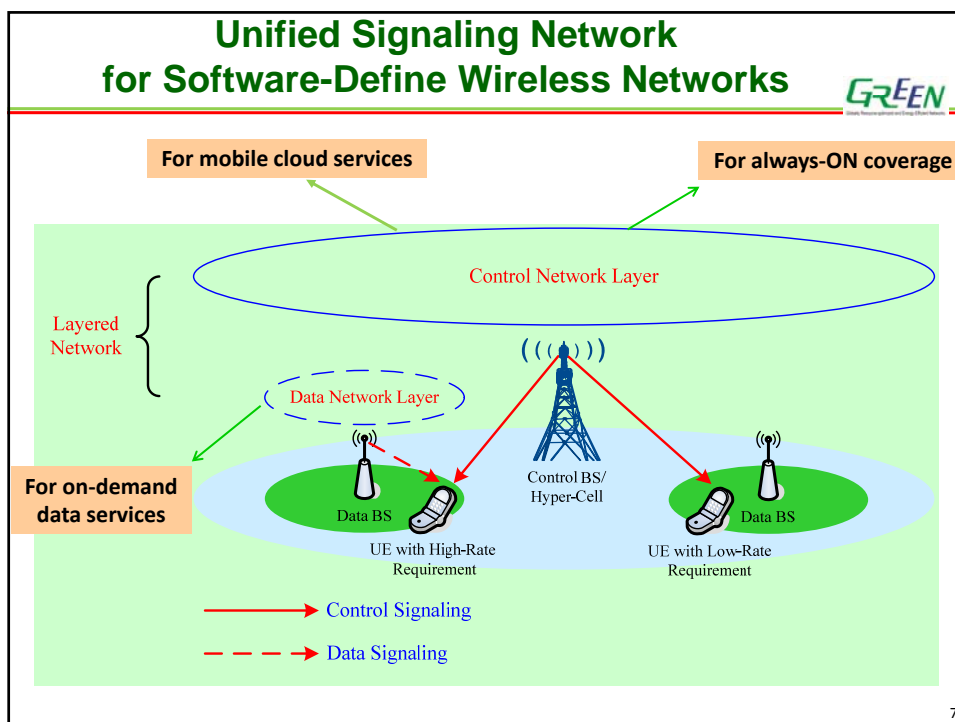 Unified Signaling Network
for Software-Define Wireless Networks
GREEN
For mobile cloud services
For always-ON coverage
Control Network Layer
Layered
Network
Data Network Layer
Control BS/
Hyper-Cell
For on-demand
data services
Data BS
Data BS
UE with High-Rate
Requirement
UE with Low-Rate
Requirement
Control Signaling
Data Signaling
7